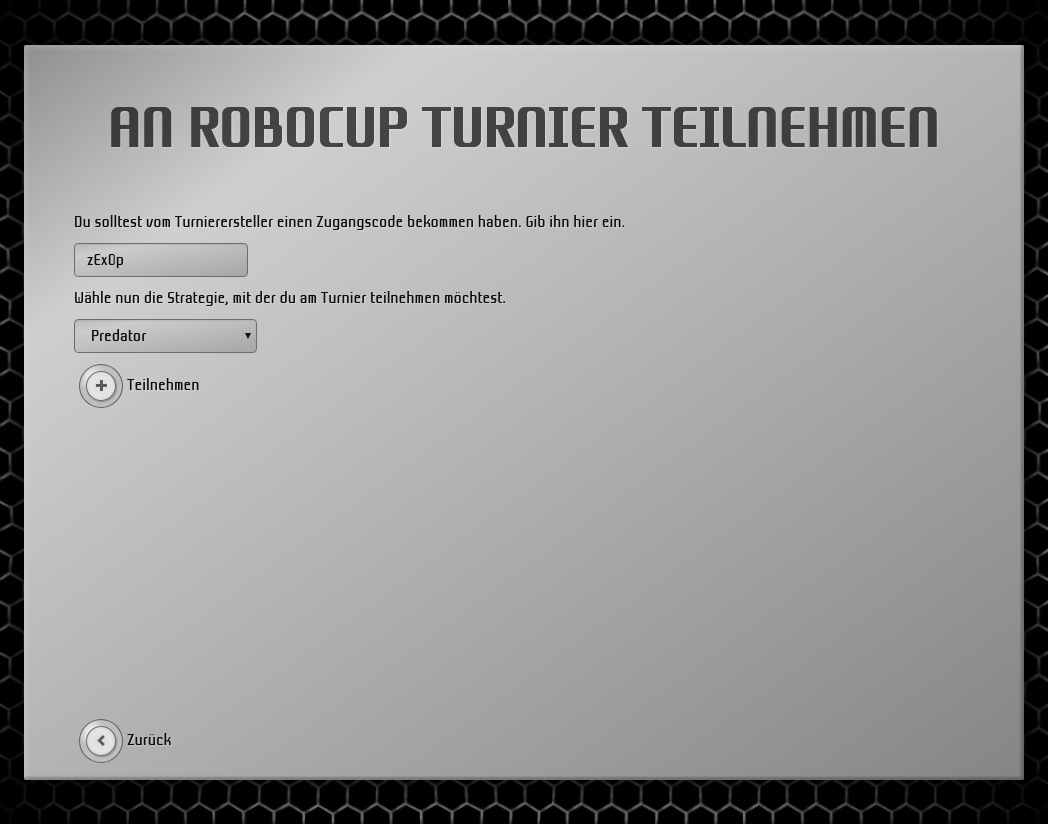 AN ROBOCUP TURNIER TEILNEHMEN
Du solltest vom Turnierersteller einen Zugangscode bekommen haben. Gib ihn hier ein.
zEx0p
Wähle nun die Strategie, mit der du am Turnier teilnehmen möchtest.
Predator
Teilnehmen
Zurück